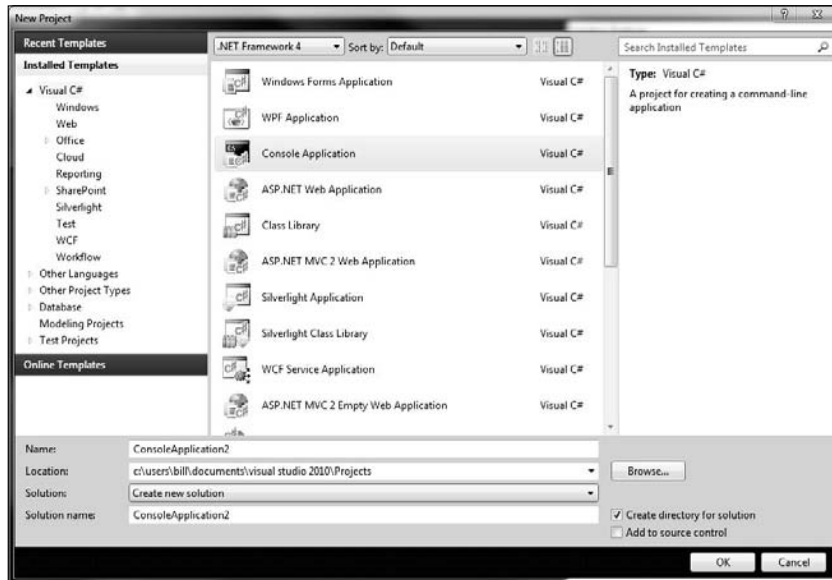 New Project
Recent Templates
Installed Templates
Visual C#
Windows
Web
Office
Cloud
Reporting
SharePoint
Silverlight
Test
WCF
Workflow
Other Languages
Other Project Types
Database
Modeling Projects
Test Projects
Online Templates
.NET Framework 4 Sort by: Default
Windows Forms Application Visual C#
WPF Application Visual C#
Console Application Visual C#
ASP.NET Web Application Visual C#
Class Library Visual C#
ASP.NET MVC 2 Web Application Visual C#
Silverlight Application Visual C#
Silverlight Class Library Visual C#
WCF Service Application Visual C#
ASP.NET MVC 2 Empty Web Application Visual C#
Search Installed Templates
Type: Visual C#
A project for creating a command-line
application
Name: ConsoleApplication2
Location: c:\users\bill\documents\visual studio 2010\Projects Browse...
Solution: Create new solution
Solution name: ConsoleApplication2
Create directory for solution
Add to source control
OK Cancel